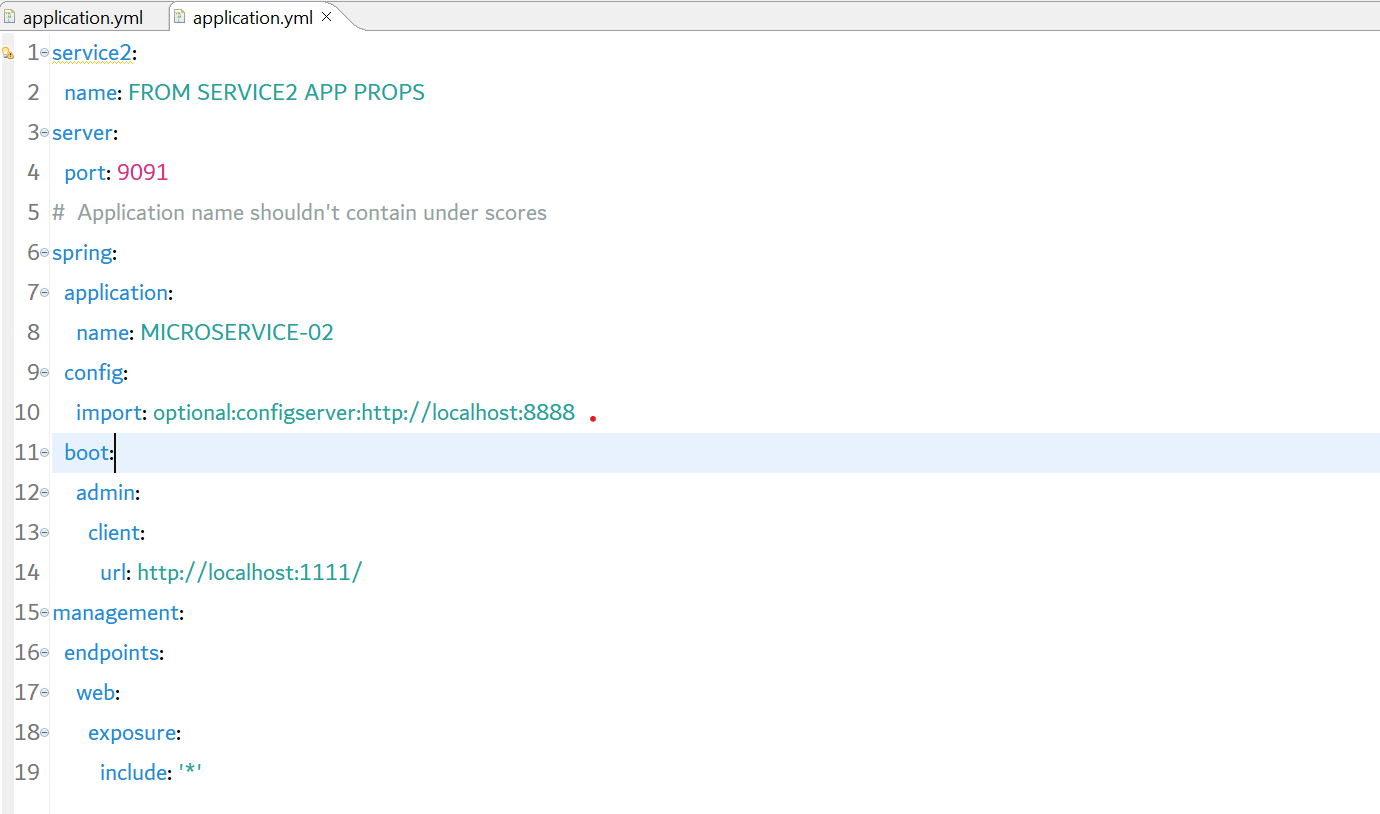 application.yml application.yml
1 service2:
2 name: FROM SERVICE2 APP PROPS
3 server:
4 port: 9091
5 # Application name shouldn't contain under scores
6 spring:
7 application:
8 name: MICROSERVICE-02
9 config:
10 import: optional:configserver:http://localhost:8888
11 boot:
12 admin:
13 client:
14 url: http://localhost:1111/
15 management:
16 endpoints:
17 web:
18 exposure:
19 include: '*'